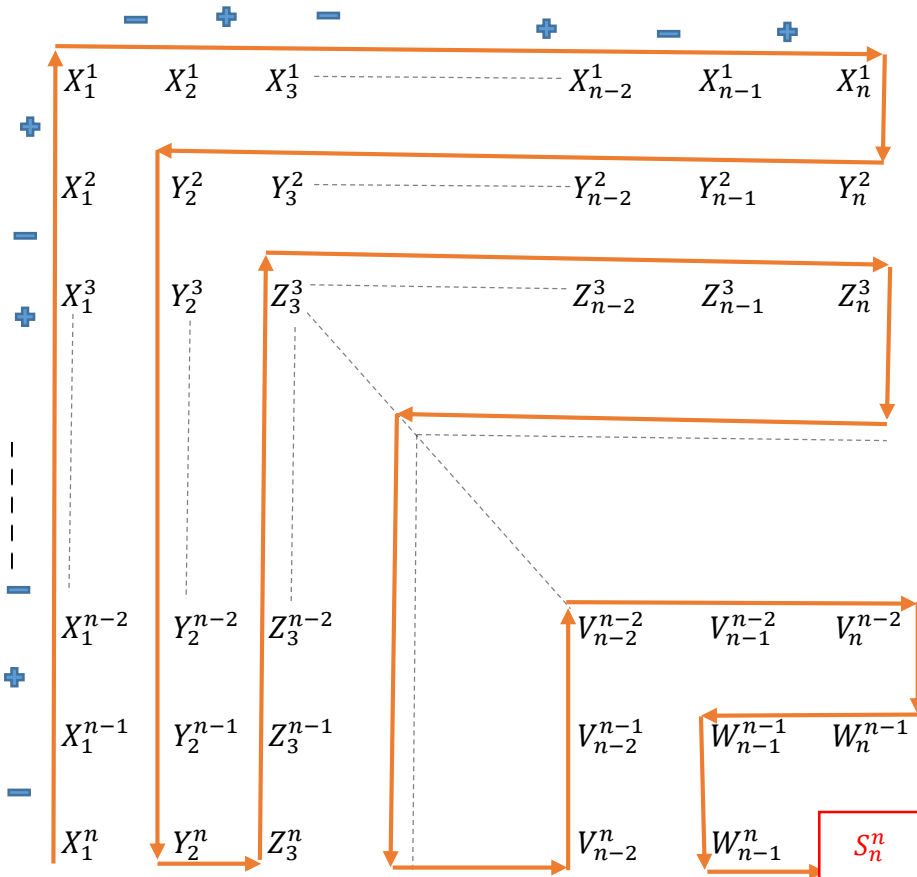 − + − + − +
X_1^1 X_2^1 X_3^1 X_{n-2}^1 X_{n-1}^1 X_n^1
+
X_1^2 Y_2^2 Y_3^2 Y_{n-2}^2 Y_{n-1}^2 Y_n^2
−
X_1^3 Y_2^3 Z_3^3 Z_{n-2}^3 Z_{n-1}^3 Z_n^3
+
−
X_1^{n-2} Y_2^{n-2} Z_3^{n-2} V_{n-2}^{n-2} V_{n-1}^{n-2} V_n^{n-2}
+
X_1^{n-1} Y_2^{n-1} Z_3^{n-1} V_{n-2}^{n-1} W_{n-1}^{n-1} W_n^{n-1}
−
X_1^n Y_2^n Z_3^n V_{n-2}^n W_{n-1}^n S_n^n